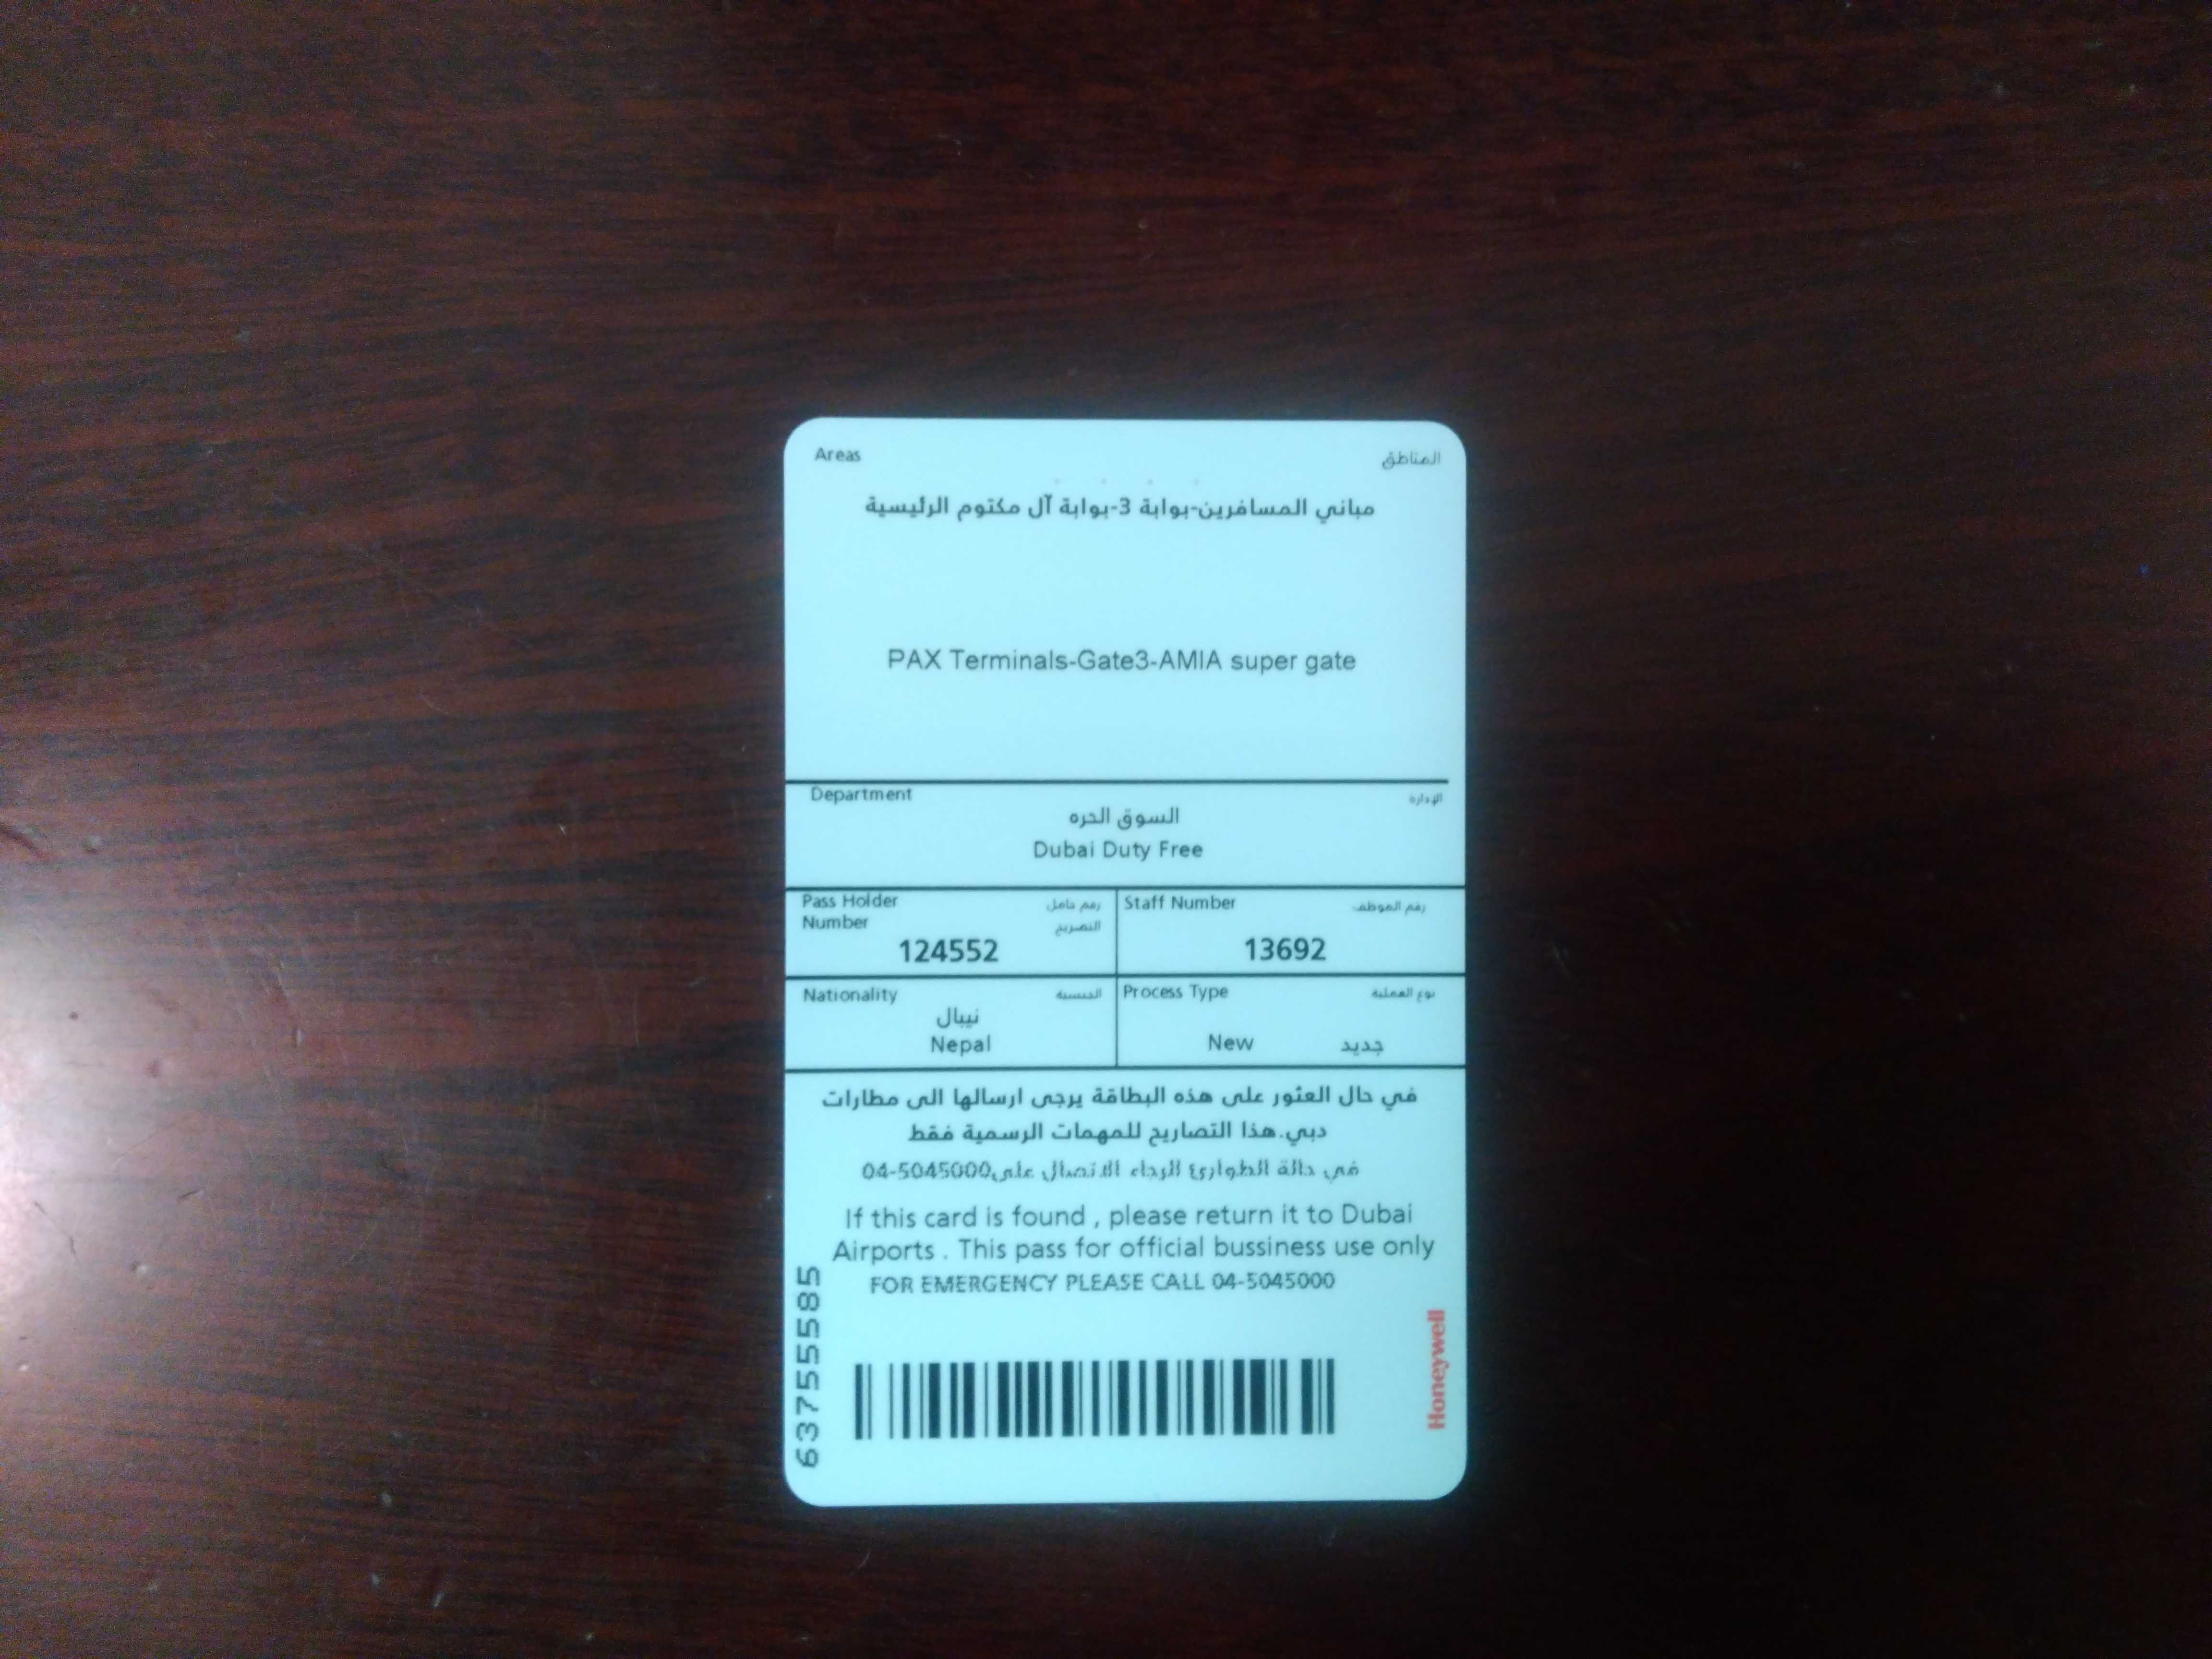 Areas المناطق
مباني المسافرين-بوابة 3-بوابة آل مكتوم الرئيسية
PAX Terminals-Gate3-AMIA super gate
Department الإدارة
السوق الحره
Dubai Duty Free
Pass Holder رقم حامل
Number التصريح
124552
Staff Number رقم الموظف
13692
Nationality الجنسية
نيبال
Nepal
Process Type نوع العملية
New جديد
في حال العثور على هذه البطاقة يرجى ارسالها الى مطارات
دبي.هذا التصاريح للمهمات الرسمية فقط
في حالة الطوارئ الرجاء الاتصال على04-5045000
If this card is found , please return it to Dubai
Airports . This pass for official bussiness use only
FOR EMERGENCY PLEASE CALL 04-5045000
637555585
Honeywell